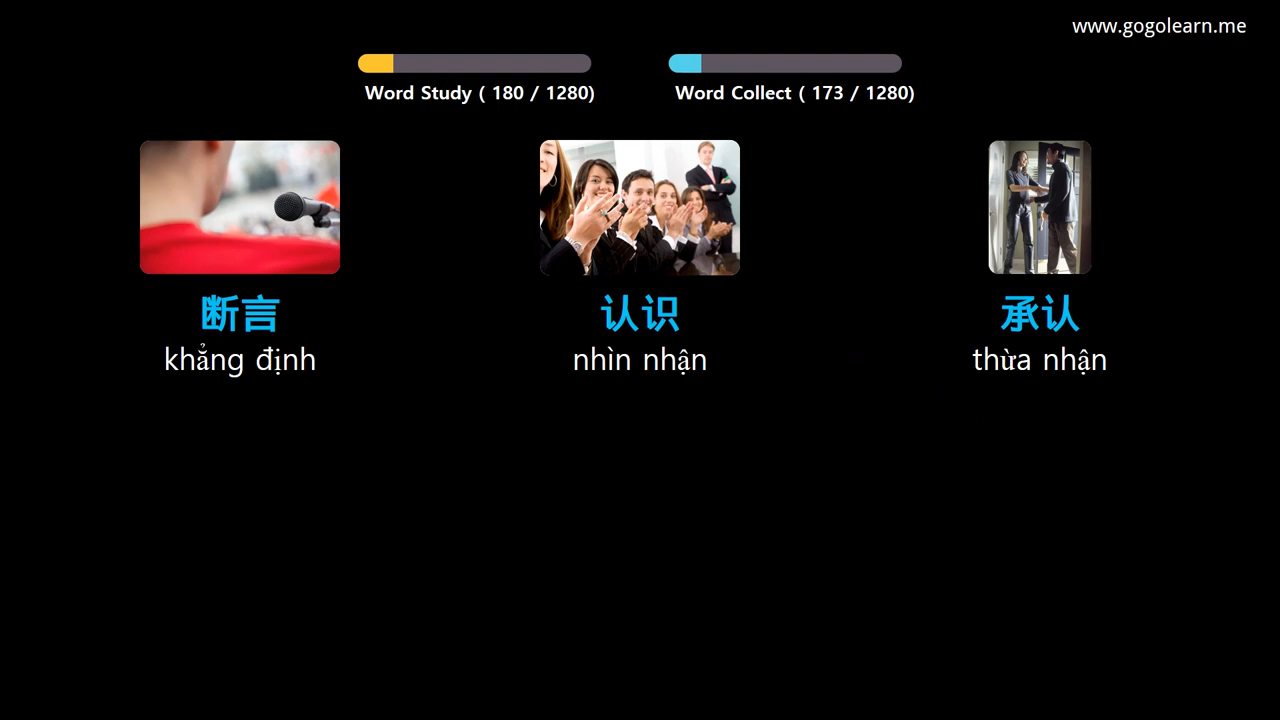 www.gogolearn.me
Word Study ( 180 / 1280)
Word Collect ( 173 / 1280)
断言
认识
承认
khẳng định
nhìn nhận
thừa nhận